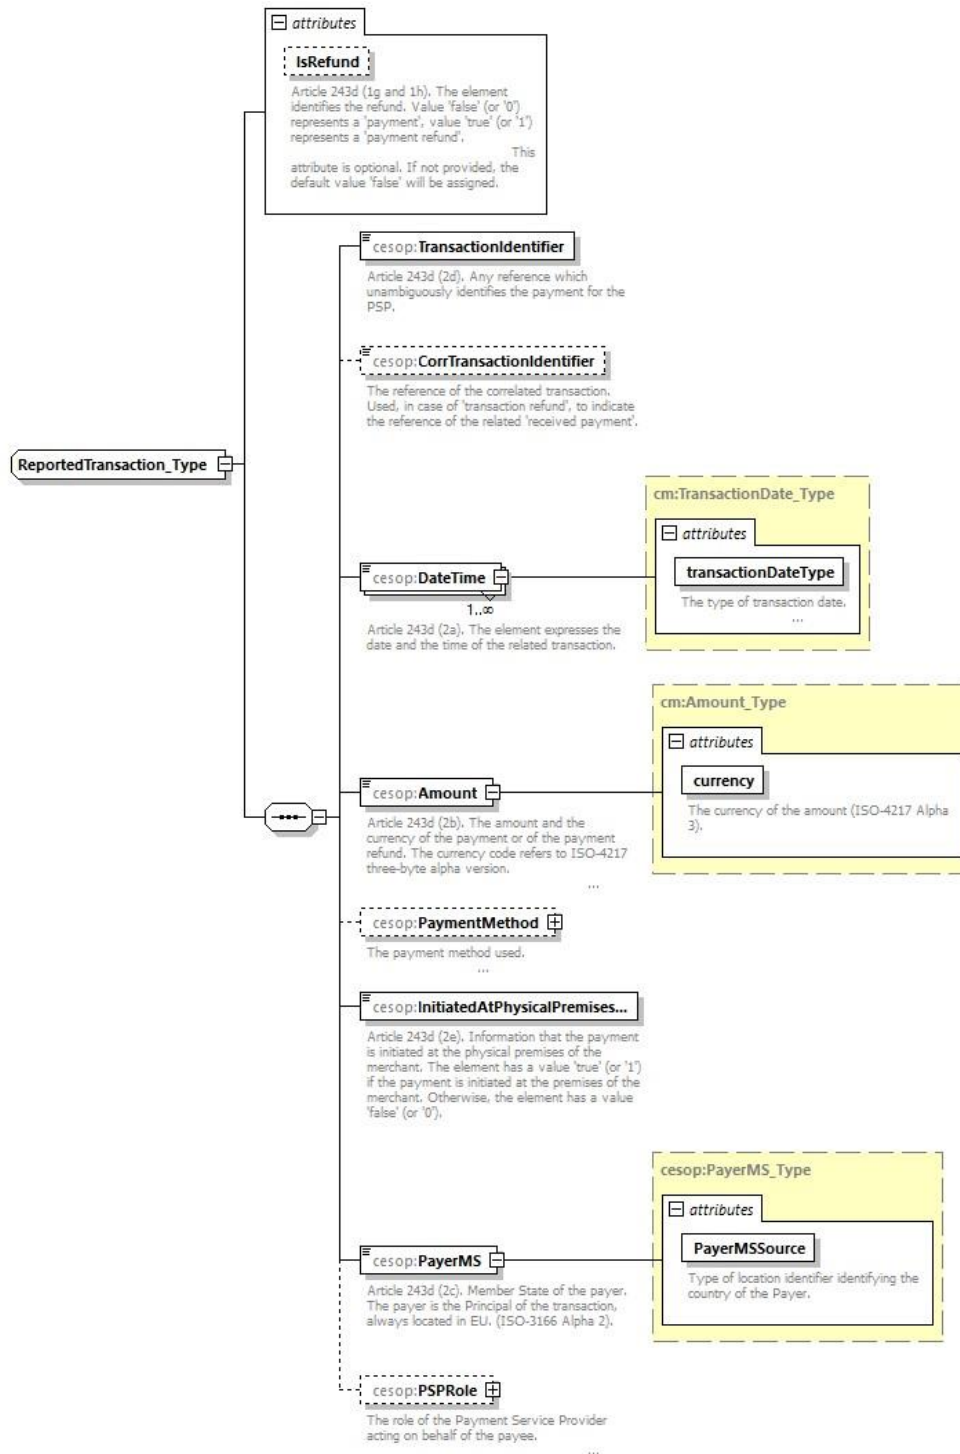 attributes
IsRefund
Article 243d (1g and 1h). The element
identifies the refund. Value 'false' (or '0')
represents a 'payment', value 'true' (or '1')
represents a 'payment refund'.
This
attribute is optional. If not provided, the
default value 'false' will be assigned.
cesop:TransactionIdentifier
Article 243d (2d). Any reference which
unambiguously identifies the payment for the
PSP.
cesop:CorrTransactionIdentifier
The reference of the correlated transaction.
Used, in case of 'transaction refund', to indicate
the reference of the related 'received payment'.
ReportedTransaction_Type
cm:TransactionDate_Type
attributes
cesop:DateTime
transactionDateType
The type of transaction date.
...
1..∞
Article 243d (2a). The element expresses the
date and the time of the related transaction.
cm:Amount_Type
attributes
currency
The currency of the amount (ISO-4217 Alpha
3).
cesop:Amount
Article 243d (2b). The amount and the
currency of the payment or of the payment
refund. The currency code refers to ISO-4217
three-byte alpha version.
...
cesop:PaymentMethod
The payment method used.
...
cesop:InitiatedAtPhysicalPremises...
Article 243d (2e). Information that the payment
is initiated at the physical premises of the
merchant. The element has a value 'true' (or '1')
if the payment is initiated at the premises of the
merchant. Otherwise, the element has a value
'false' (or '0').
cesop:PayerMS_Type
attributes
PayerMSSource
Type of location identifier identifying the
country of the Payer.
cesop:PayerMS
Article 243d (2c). Member State of the payer.
The payer is the Principal of the transaction,
always located in EU. (ISO-3166 Alpha 2).
cesop:PSPRole
The role of the Payment Service Provider
acting on behalf of the payee.
...